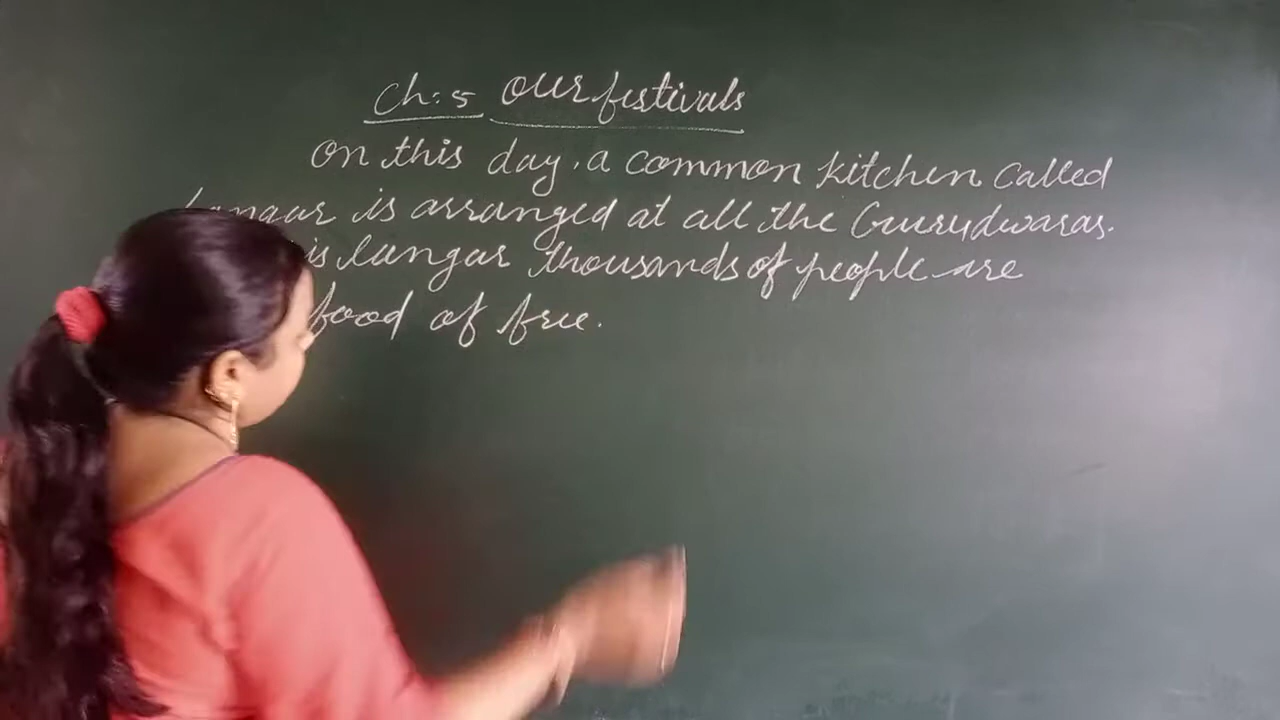 Ch: 5 Our festivals
On this day, a common kitchen called
Langar is arranged at all the Gurudwaras.
is langar thousands of people are
food of free.